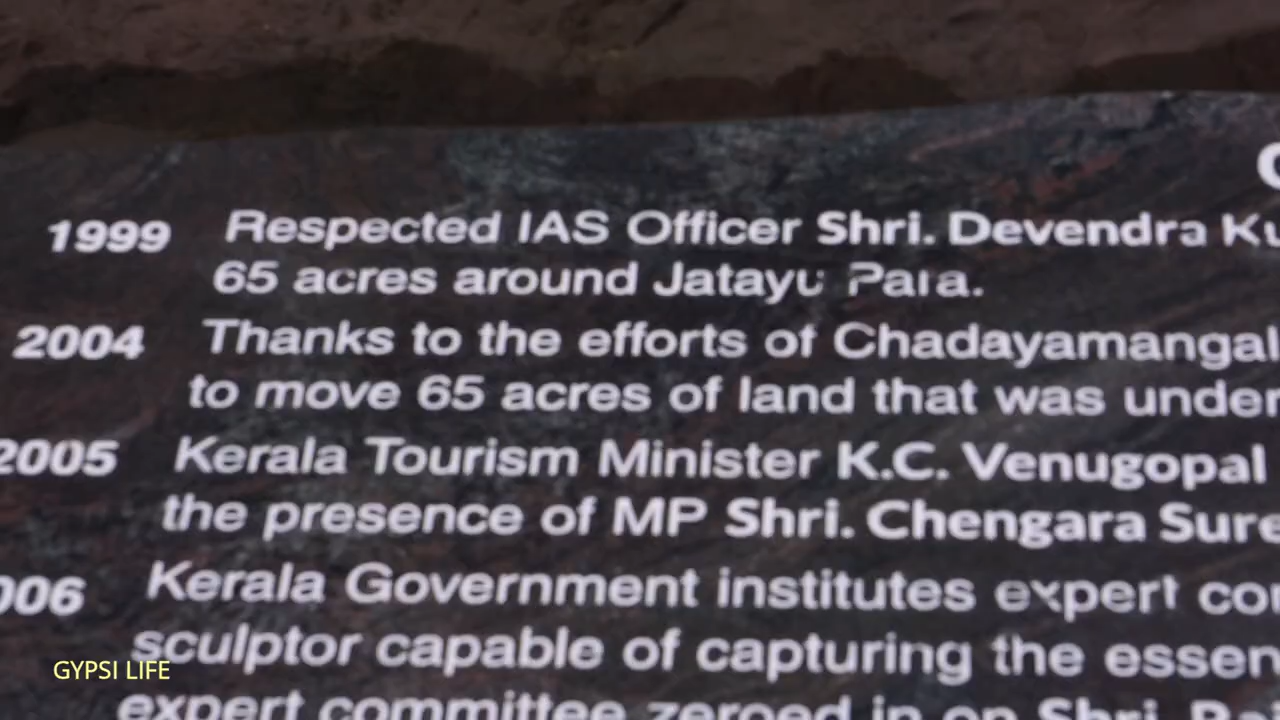 1999 Respected IAS Officer Shri. Devendra Ku
65 acres around Jatayu Para.
2004 Thanks to the efforts of Chadayamangal
to move 65 acres of land that was under
2005 Kerala Tourism Minister K.C. Venugopal
the presence of MP Shri. Chengara Sure
006 Kerala Government institutes expert co
sculptor capable of capturing the essen
expert committee zeroed in on Shri.
GYPSI LIFE